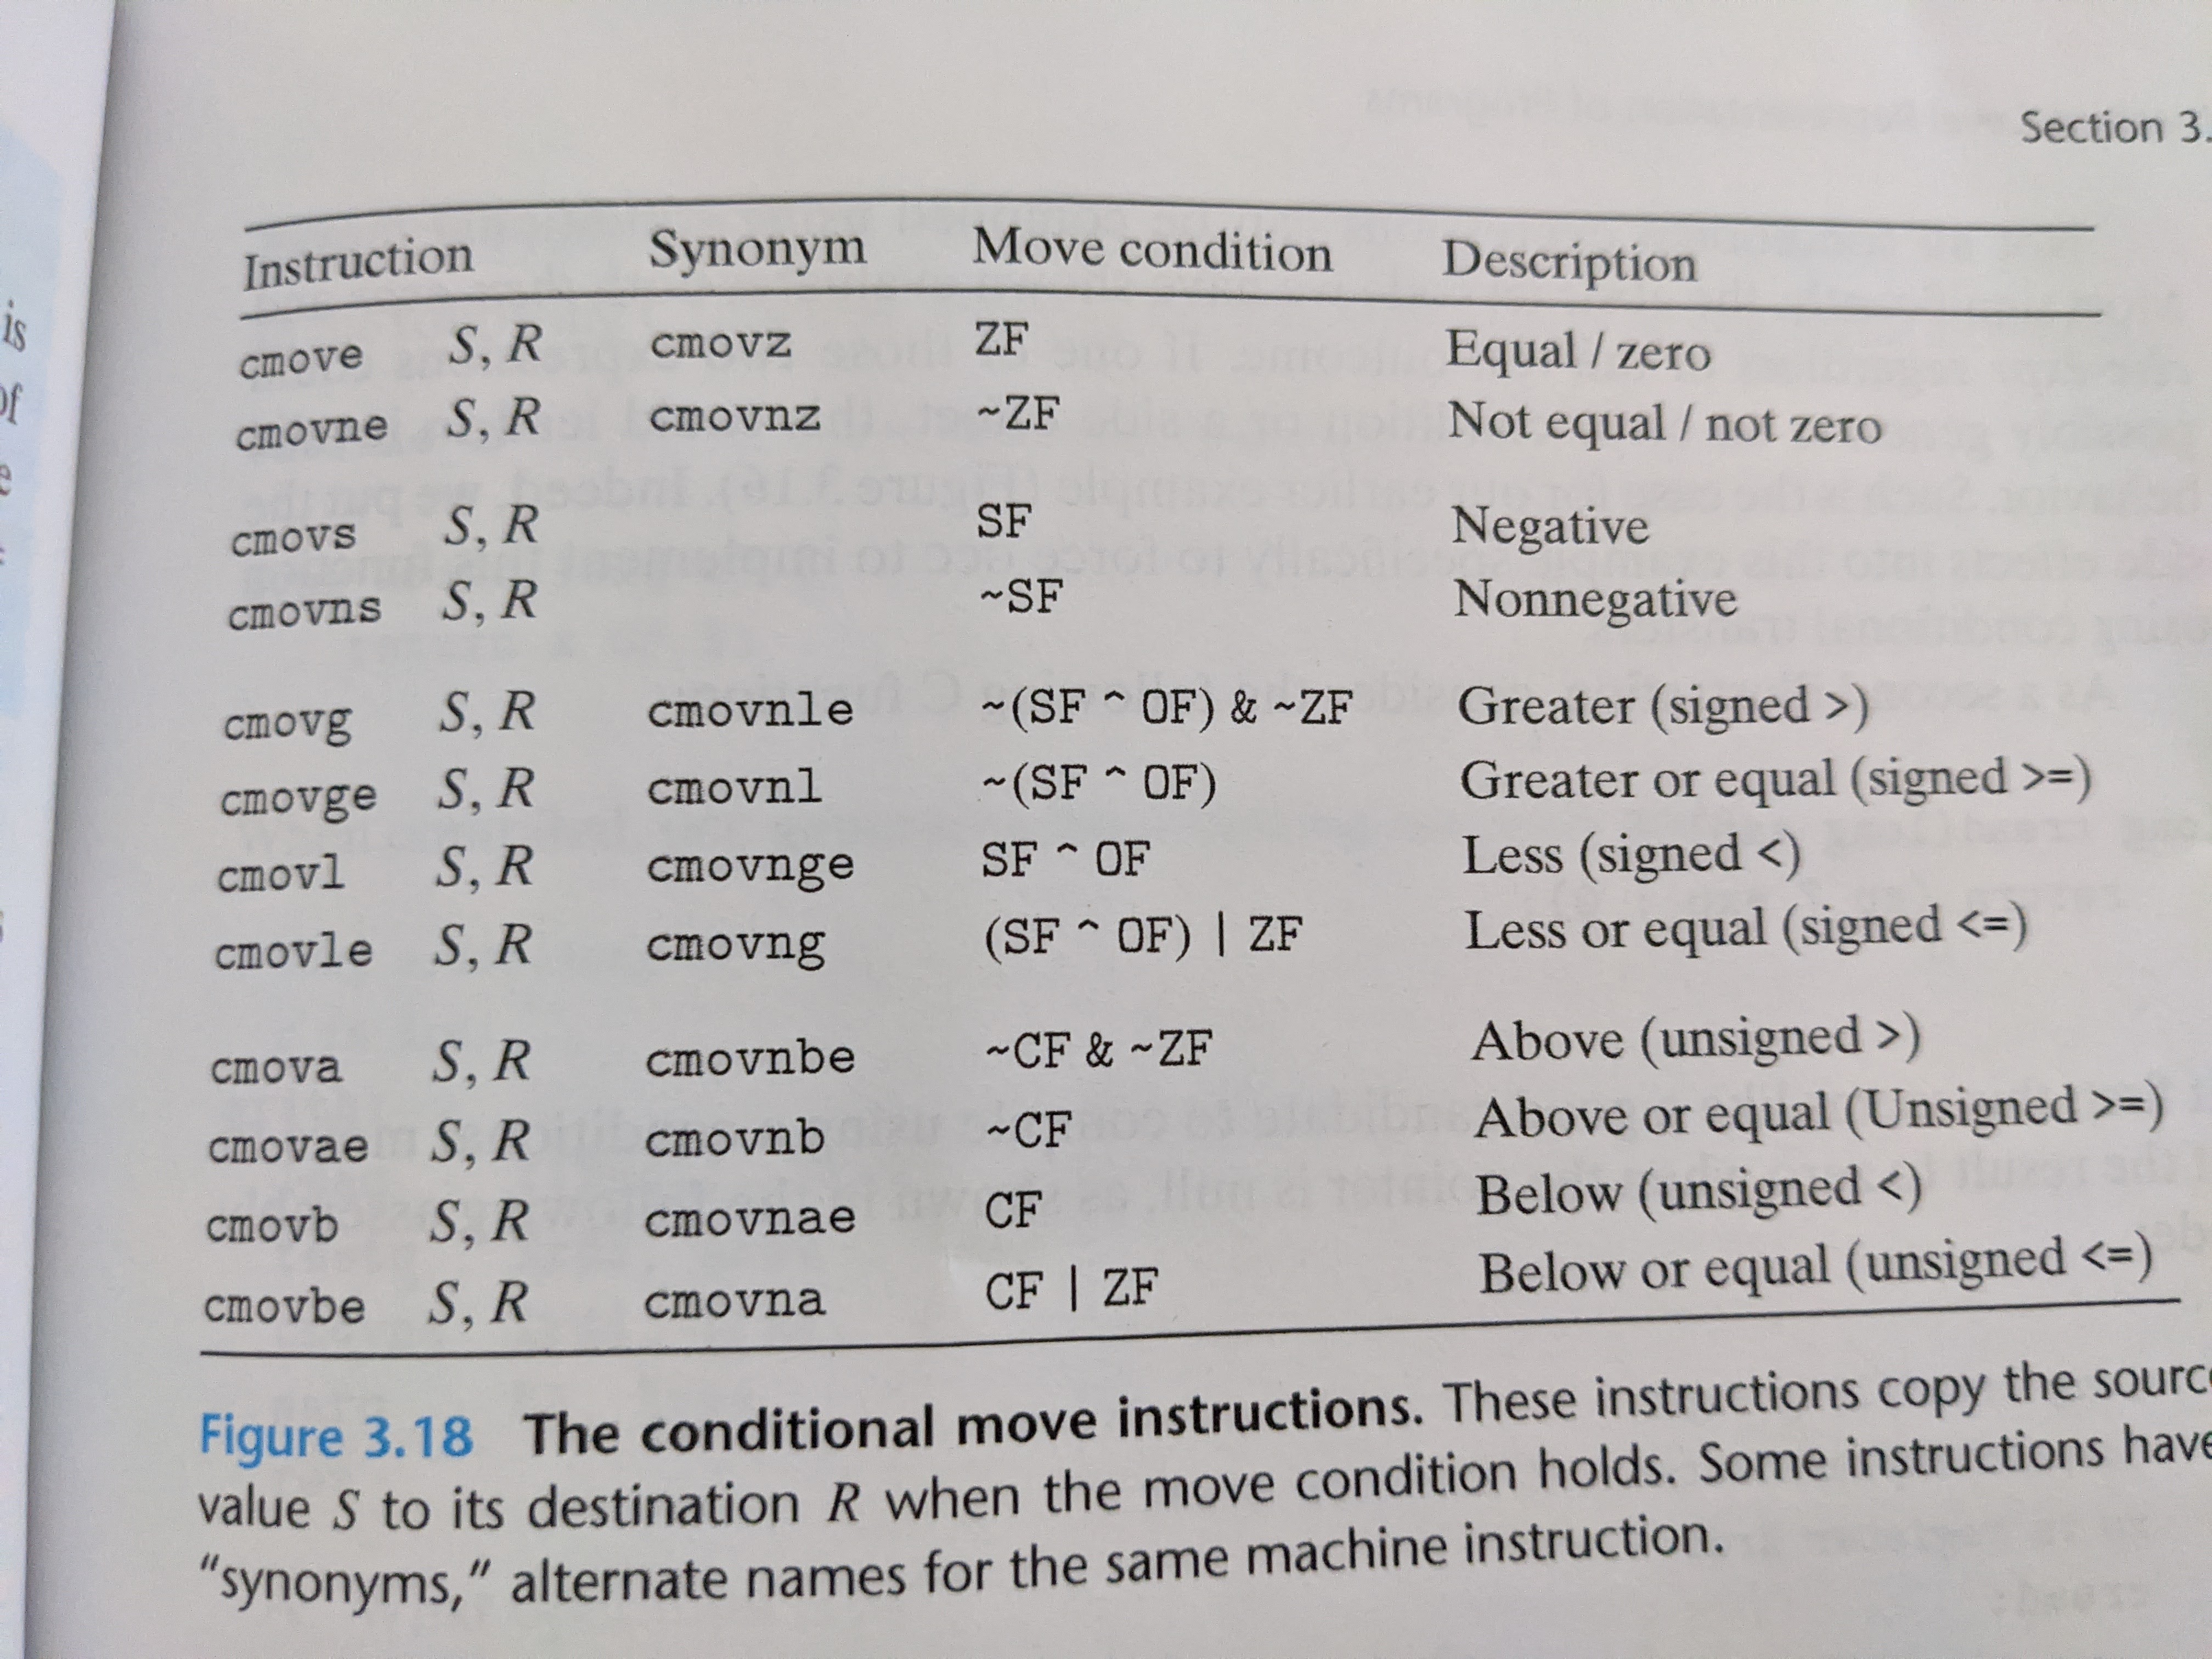 is
of
e
Section 3.
Instruction Synonym Move condition Description
cmove S, R cmovz ZF Equal / zero
cmovne S, R cmovnz ~ZF Not equal / not zero
cmovs S, R SF Negative
cmovns S, R ~SF Nonnegative
cmovg S, R cmovnle ~(SF ^ OF) & ~ZF Greater (signed >)
cmovge S, R cmovnl ~(SF ^ OF) Greater or equal (signed >=)
cmovl S, R cmovnge SF ^ OF Less (signed <)
cmovle S, R cmovng (SF ^ OF) | ZF Less or equal (signed <=)
cmova S, R cmovnbe ~CF & ~ZF Above (unsigned >)
cmovae S, R cmovnb ~CF Above or equal (Unsigned >=)
cmovb S, R cmovnae CF Below (unsigned <)
cmovbe S, R cmovna CF | ZF Below or equal (unsigned <=)
Figure 3.18 The conditional move instructions. These instructions copy the source
value S to its destination R when the move condition holds. Some instructions have
“synonyms,” alternate names for the same machine instruction.